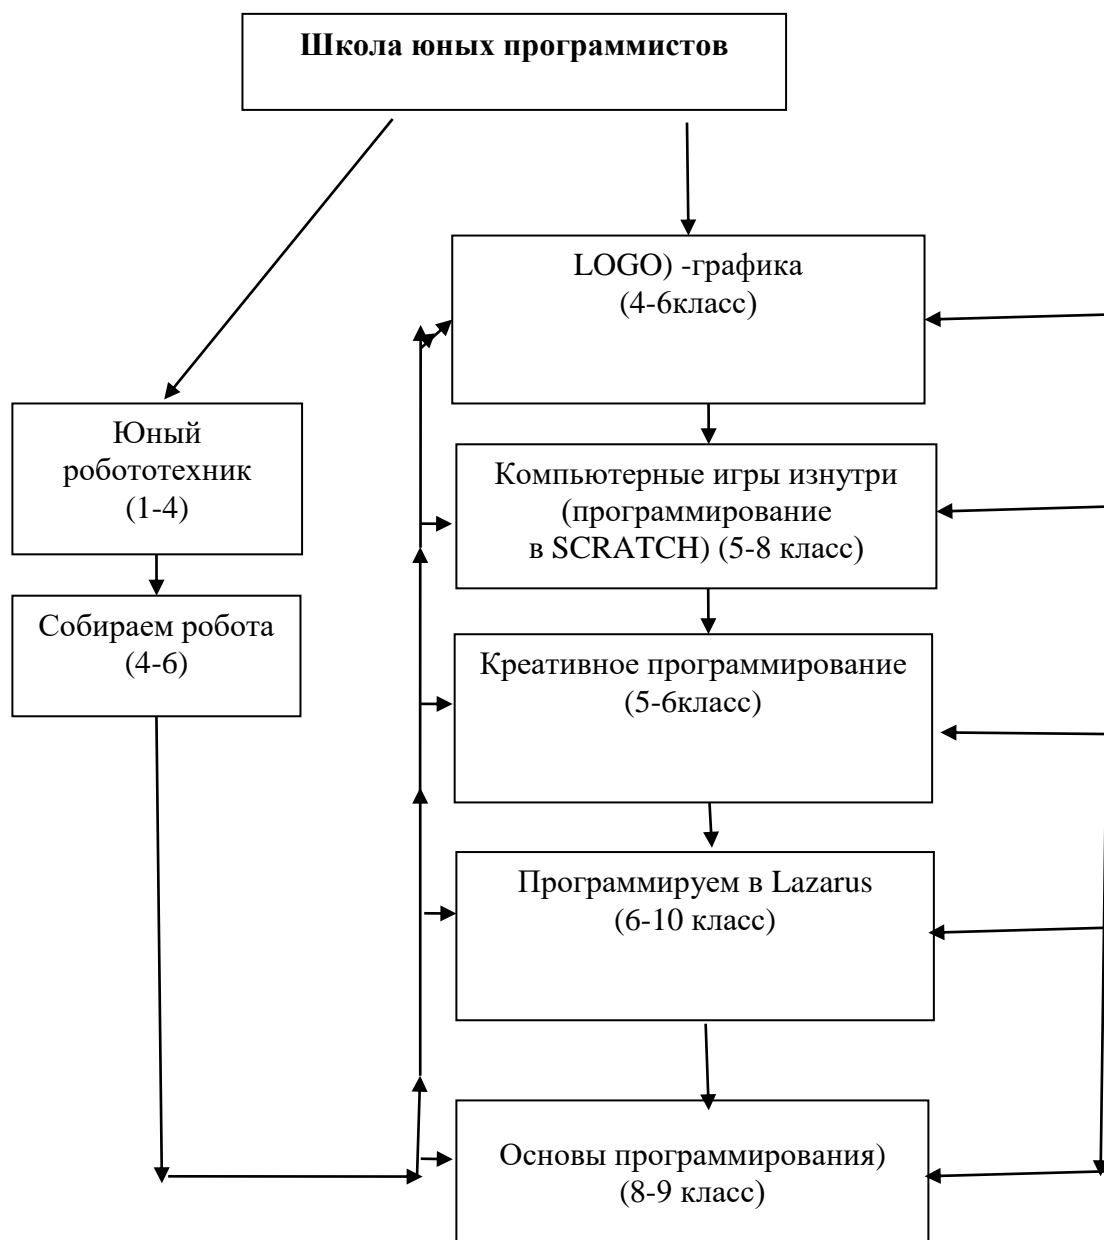 Школа юных программистов
LOGO) -графика
(4-6класс)
Юный
робототехник
(1-4)
Компьютерные игры изнутри
(программирование
в SCRATCH) (5-8 класс)
Собираем робота
(4-6)
Креативное программирование
(5-6класс)
Программируем в Lazarus
(6-10 класс)
Основы программирования)
(8-9 класс)